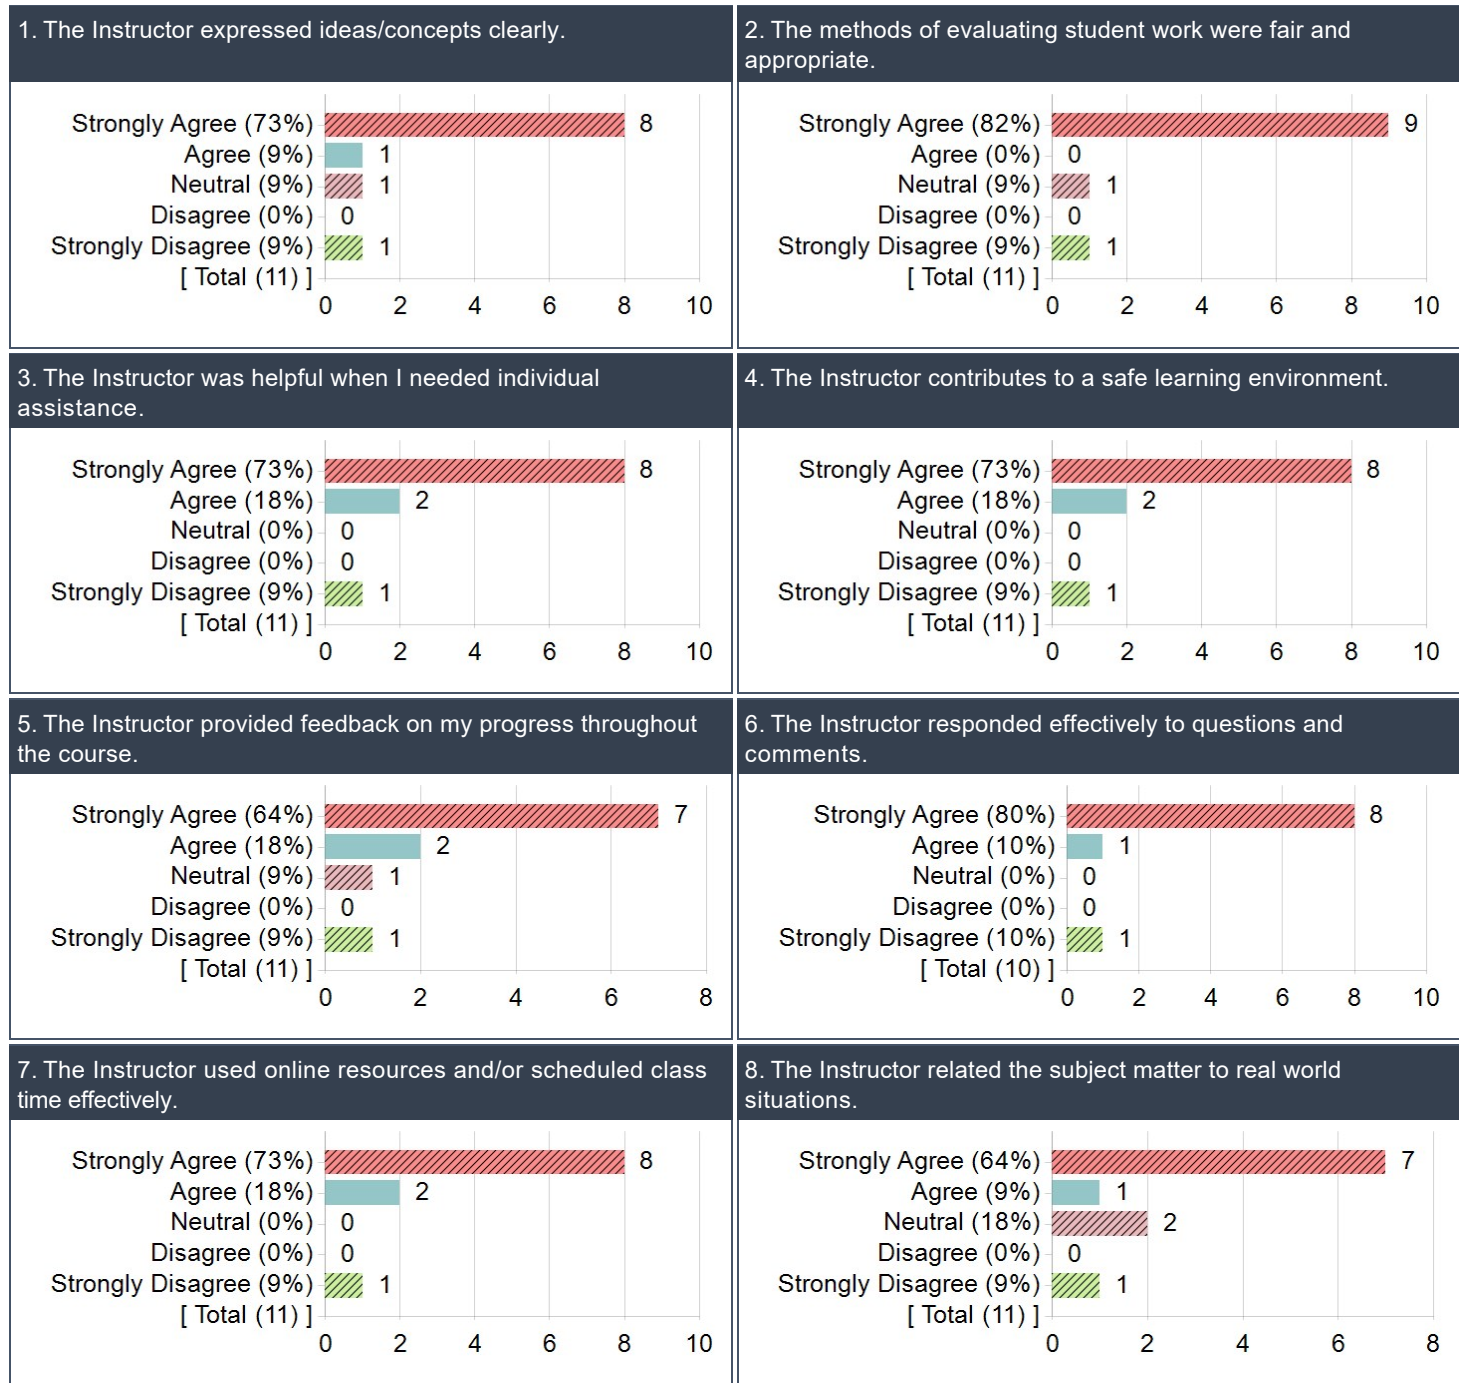 1. The Instructor expressed ideas/concepts clearly.
Strongly Agree (73%) 8
Agree (9%) 1
Neutral (9%) 1
Disagree (0%) 0
Strongly Disagree (9%) 1
[ Total (11) ]
0 2 4 6 8 10
2. The methods of evaluating student work were fair and
appropriate.
Strongly Agree (82%) 9
Agree (0%) 0
Neutral (9%) 1
Disagree (0%) 0
Strongly Disagree (9%) 1
[ Total (11) ]
0 2 4 6 8 10
3. The Instructor was helpful when I needed individual
assistance.
Strongly Agree (73%) 8
Agree (18%) 2
Neutral (0%) 0
Disagree (0%) 0
Strongly Disagree (9%) 1
[ Total (11) ]
0 2 4 6 8 10
4. The Instructor contributes to a safe learning environment.
Strongly Agree (73%) 8
Agree (18%) 2
Neutral (0%) 0
Disagree (0%) 0
Strongly Disagree (9%) 1
[ Total (11) ]
0 2 4 6 8 10
5. The Instructor provided feedback on my progress throughout
the course.
Strongly Agree (64%) 7
Agree (18%) 2
Neutral (9%) 1
Disagree (0%) 0
Strongly Disagree (9%) 1
[ Total (11) ]
0 2 4 6 8
6. The Instructor responded effectively to questions and
comments.
Strongly Agree (80%) 8
Agree (10%) 1
Neutral (0%) 0
Disagree (0%) 0
Strongly Disagree (10%) 1
[ Total (10) ]
0 2 4 6 8 10
7. The Instructor used online resources and/or scheduled class
time effectively.
Strongly Agree (73%) 8
Agree (18%) 2
Neutral (0%) 0
Disagree (0%) 0
Strongly Disagree (9%) 1
[ Total (11) ]
0 2 4 6 8 10
8. The Instructor related the subject matter to real world
situations.
Strongly Agree (64%) 7
Agree (9%) 1
Neutral (18%) 2
Disagree (0%) 0
Strongly Disagree (9%) 1
[ Total (11) ]
0 2 4 6 8